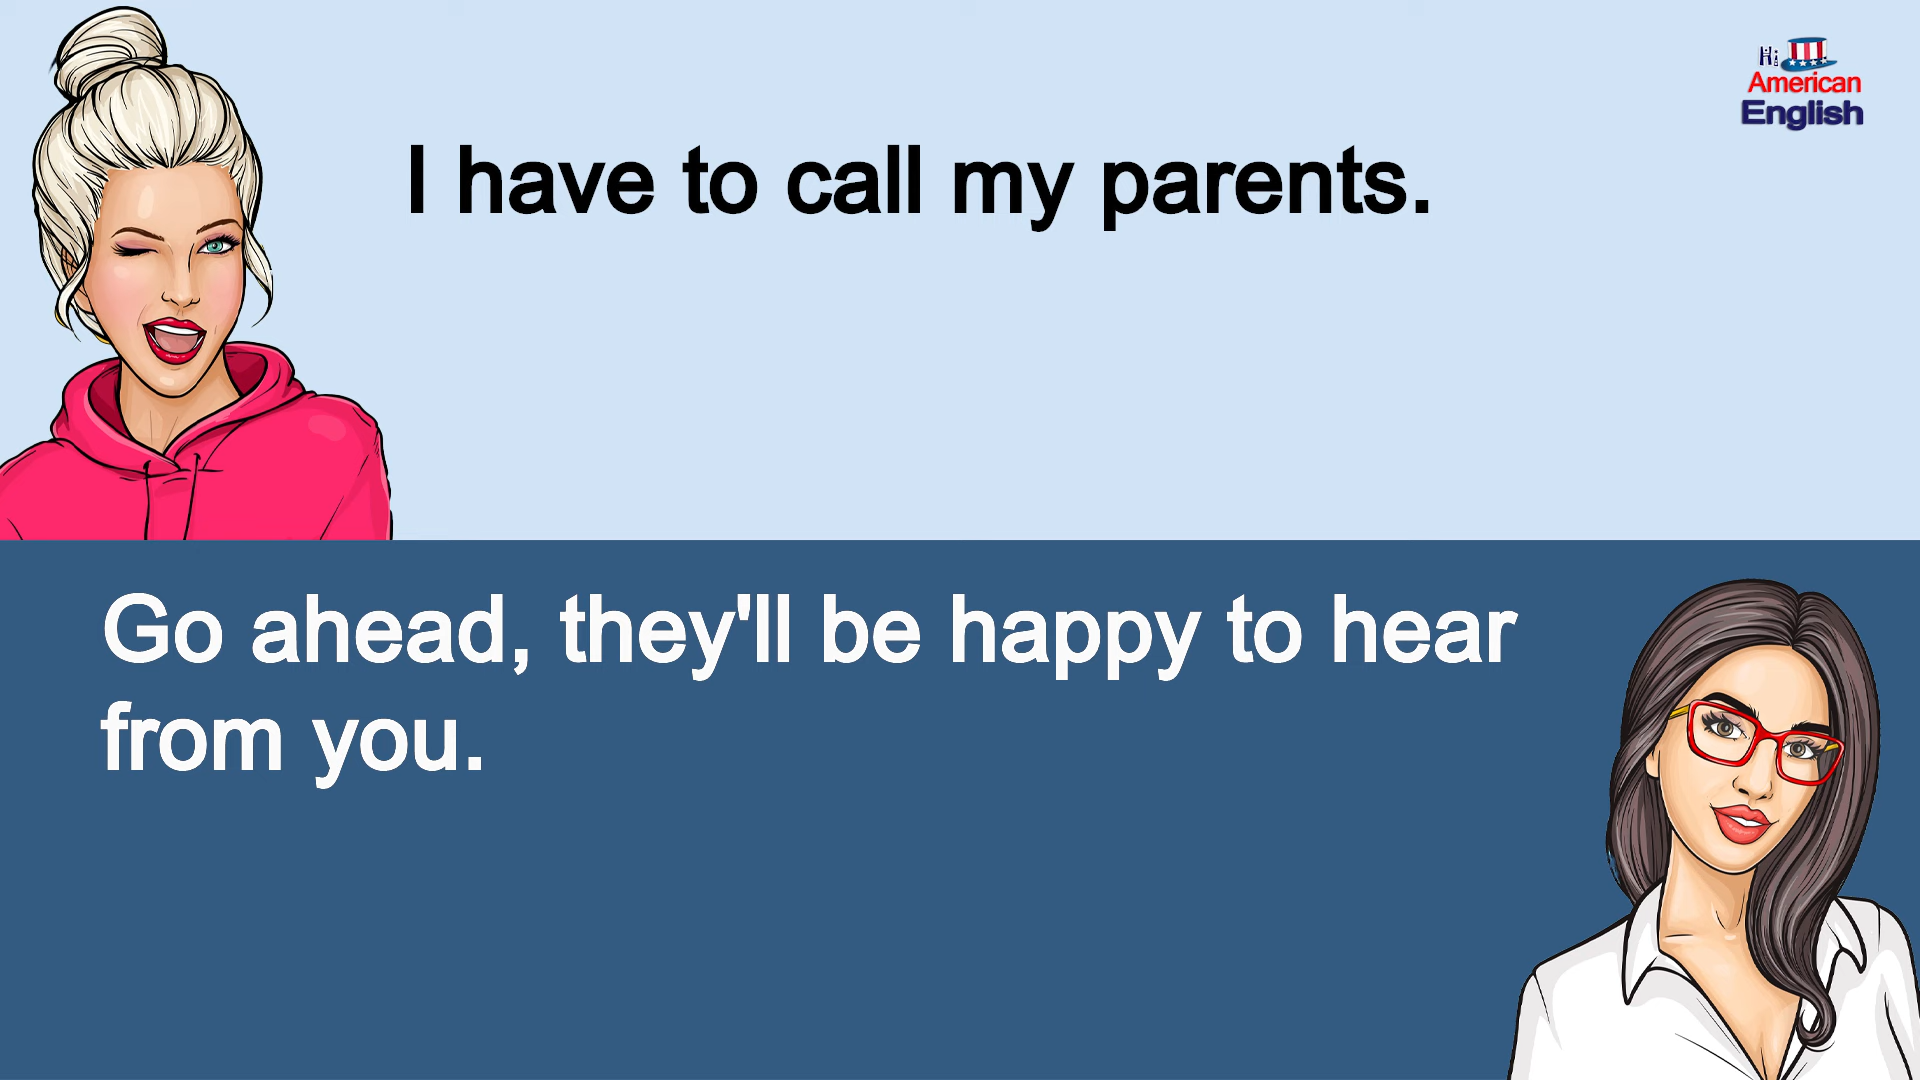 Hi
American
English
I have to call my parents.
Go ahead, they'll be happy to hear
from you.